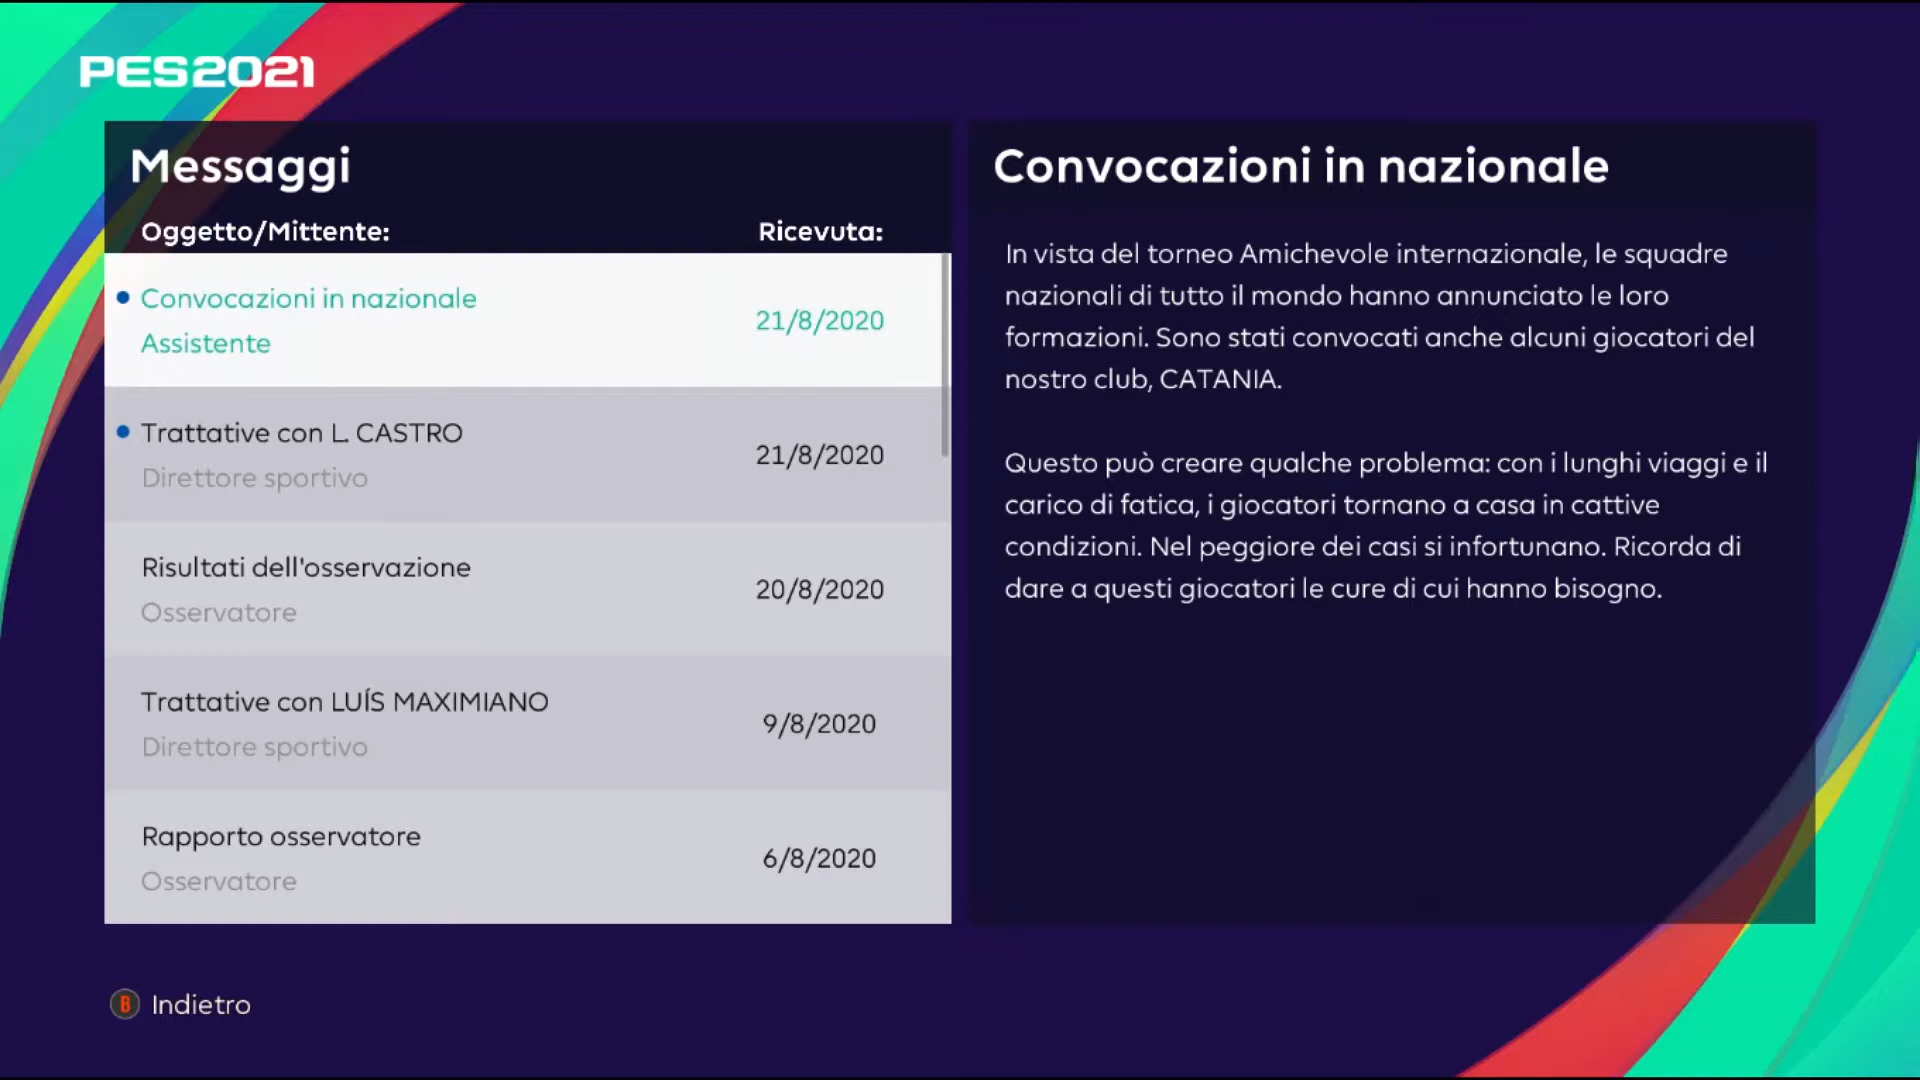 PES2021
Messaggi
Oggetto/Mittente: Ricevuta:
Convocazioni in nazionale
Assistente
21/8/2020
Trattative con L. CASTRO
Direttore sportivo
21/8/2020
Risultati dell'osservazione
Osservatore
20/8/2020
Trattative con LUÍS MAXIMIANO
Direttore sportivo
9/8/2020
Rapporto osservatore
Osservatore
6/8/2020
Convocazioni in nazionale
In vista del torneo Amichevole internazionale, le squadre
nazionali di tutto il mondo hanno annunciato le loro
formazioni. Sono stati convocati anche alcuni giocatori del
nostro club, CATANIA.
Questo può creare qualche problema: con i lunghi viaggi e il
carico di fatica, i giocatori tornano a casa in cattive
condizioni. Nel peggiore dei casi si infortunano. Ricorda di
dare a questi giocatori le cure di cui hanno bisogno.
B Indietro